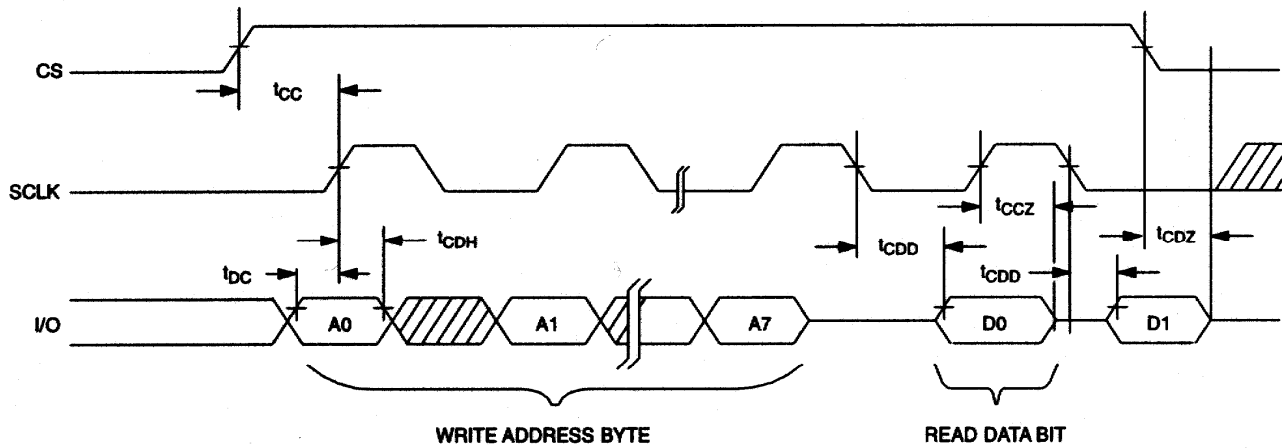 CS
tCC
SCLK
tCCZ
tCDH
tCDD
tCDZ
tDC
tCDD
I/O
A0
A1
A7
D0
D1
WRITE ADDRESS BYTE
READ DATA BIT